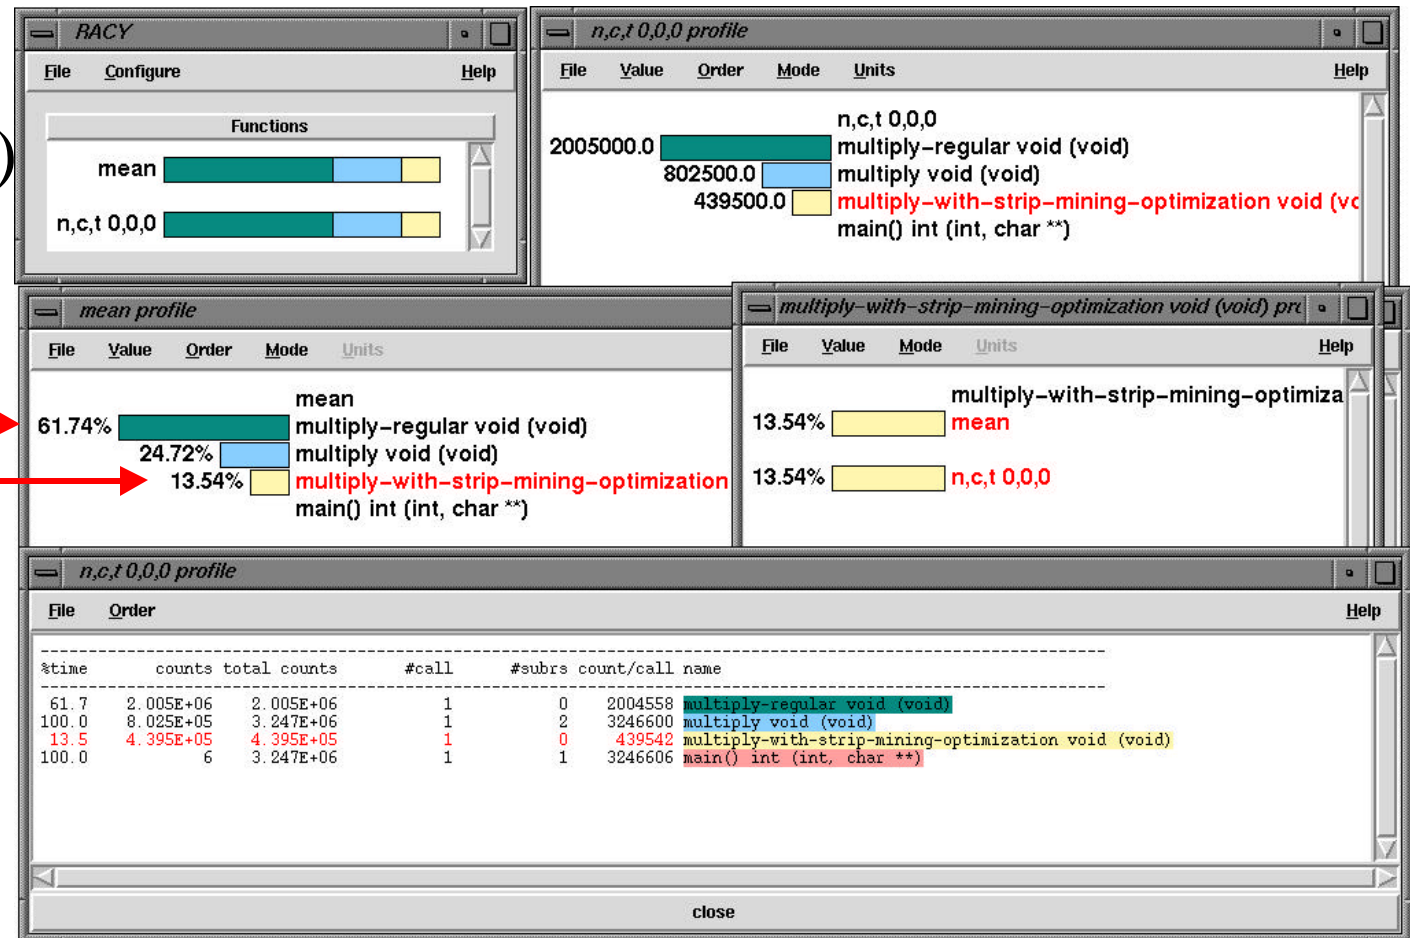 RACY
File Configure Help
)
Functions
mean
n,c,t 0,0,0
n,c,t 0,0,0 profile
File Value Order Mode Units Help
n,c,t 0,0,0
2005000.0 multiply-regular void (void)
802500.0 multiply void (void)
439500.0 multiply-with-strip-mining-optimization void (vo
main() int (int, char **)
mean profile
File Value Order Mode Units
mean
61.74% multiply-regular void (void)
24.72% multiply void (void)
13.54% multiply-with-strip-mining-optimization
main() int (int, char **)
multiply-with-strip-mining-optimization void (void) pro
File Value Mode Units Help
multiply-with-strip-mining-optimiza
13.54% mean
13.54% n,c,t 0,0,0
n,c,t 0,0,0 profile
File Order Help
%time counts total counts #call #subrs count/call name
61.7 2.005E+06 2.005E+06 1 0 2004558 multiply-regular void (void)
100.0 8.025E+05 3.247E+06 1 2 3246600 multiply void (void)
13.5 4.395E+05 4.395E+05 1 0 439542 multiply-with-strip-mining-optimization void (void)
100.0 6 3.247E+06 1 1 3246606 main() int (int, char **)
close